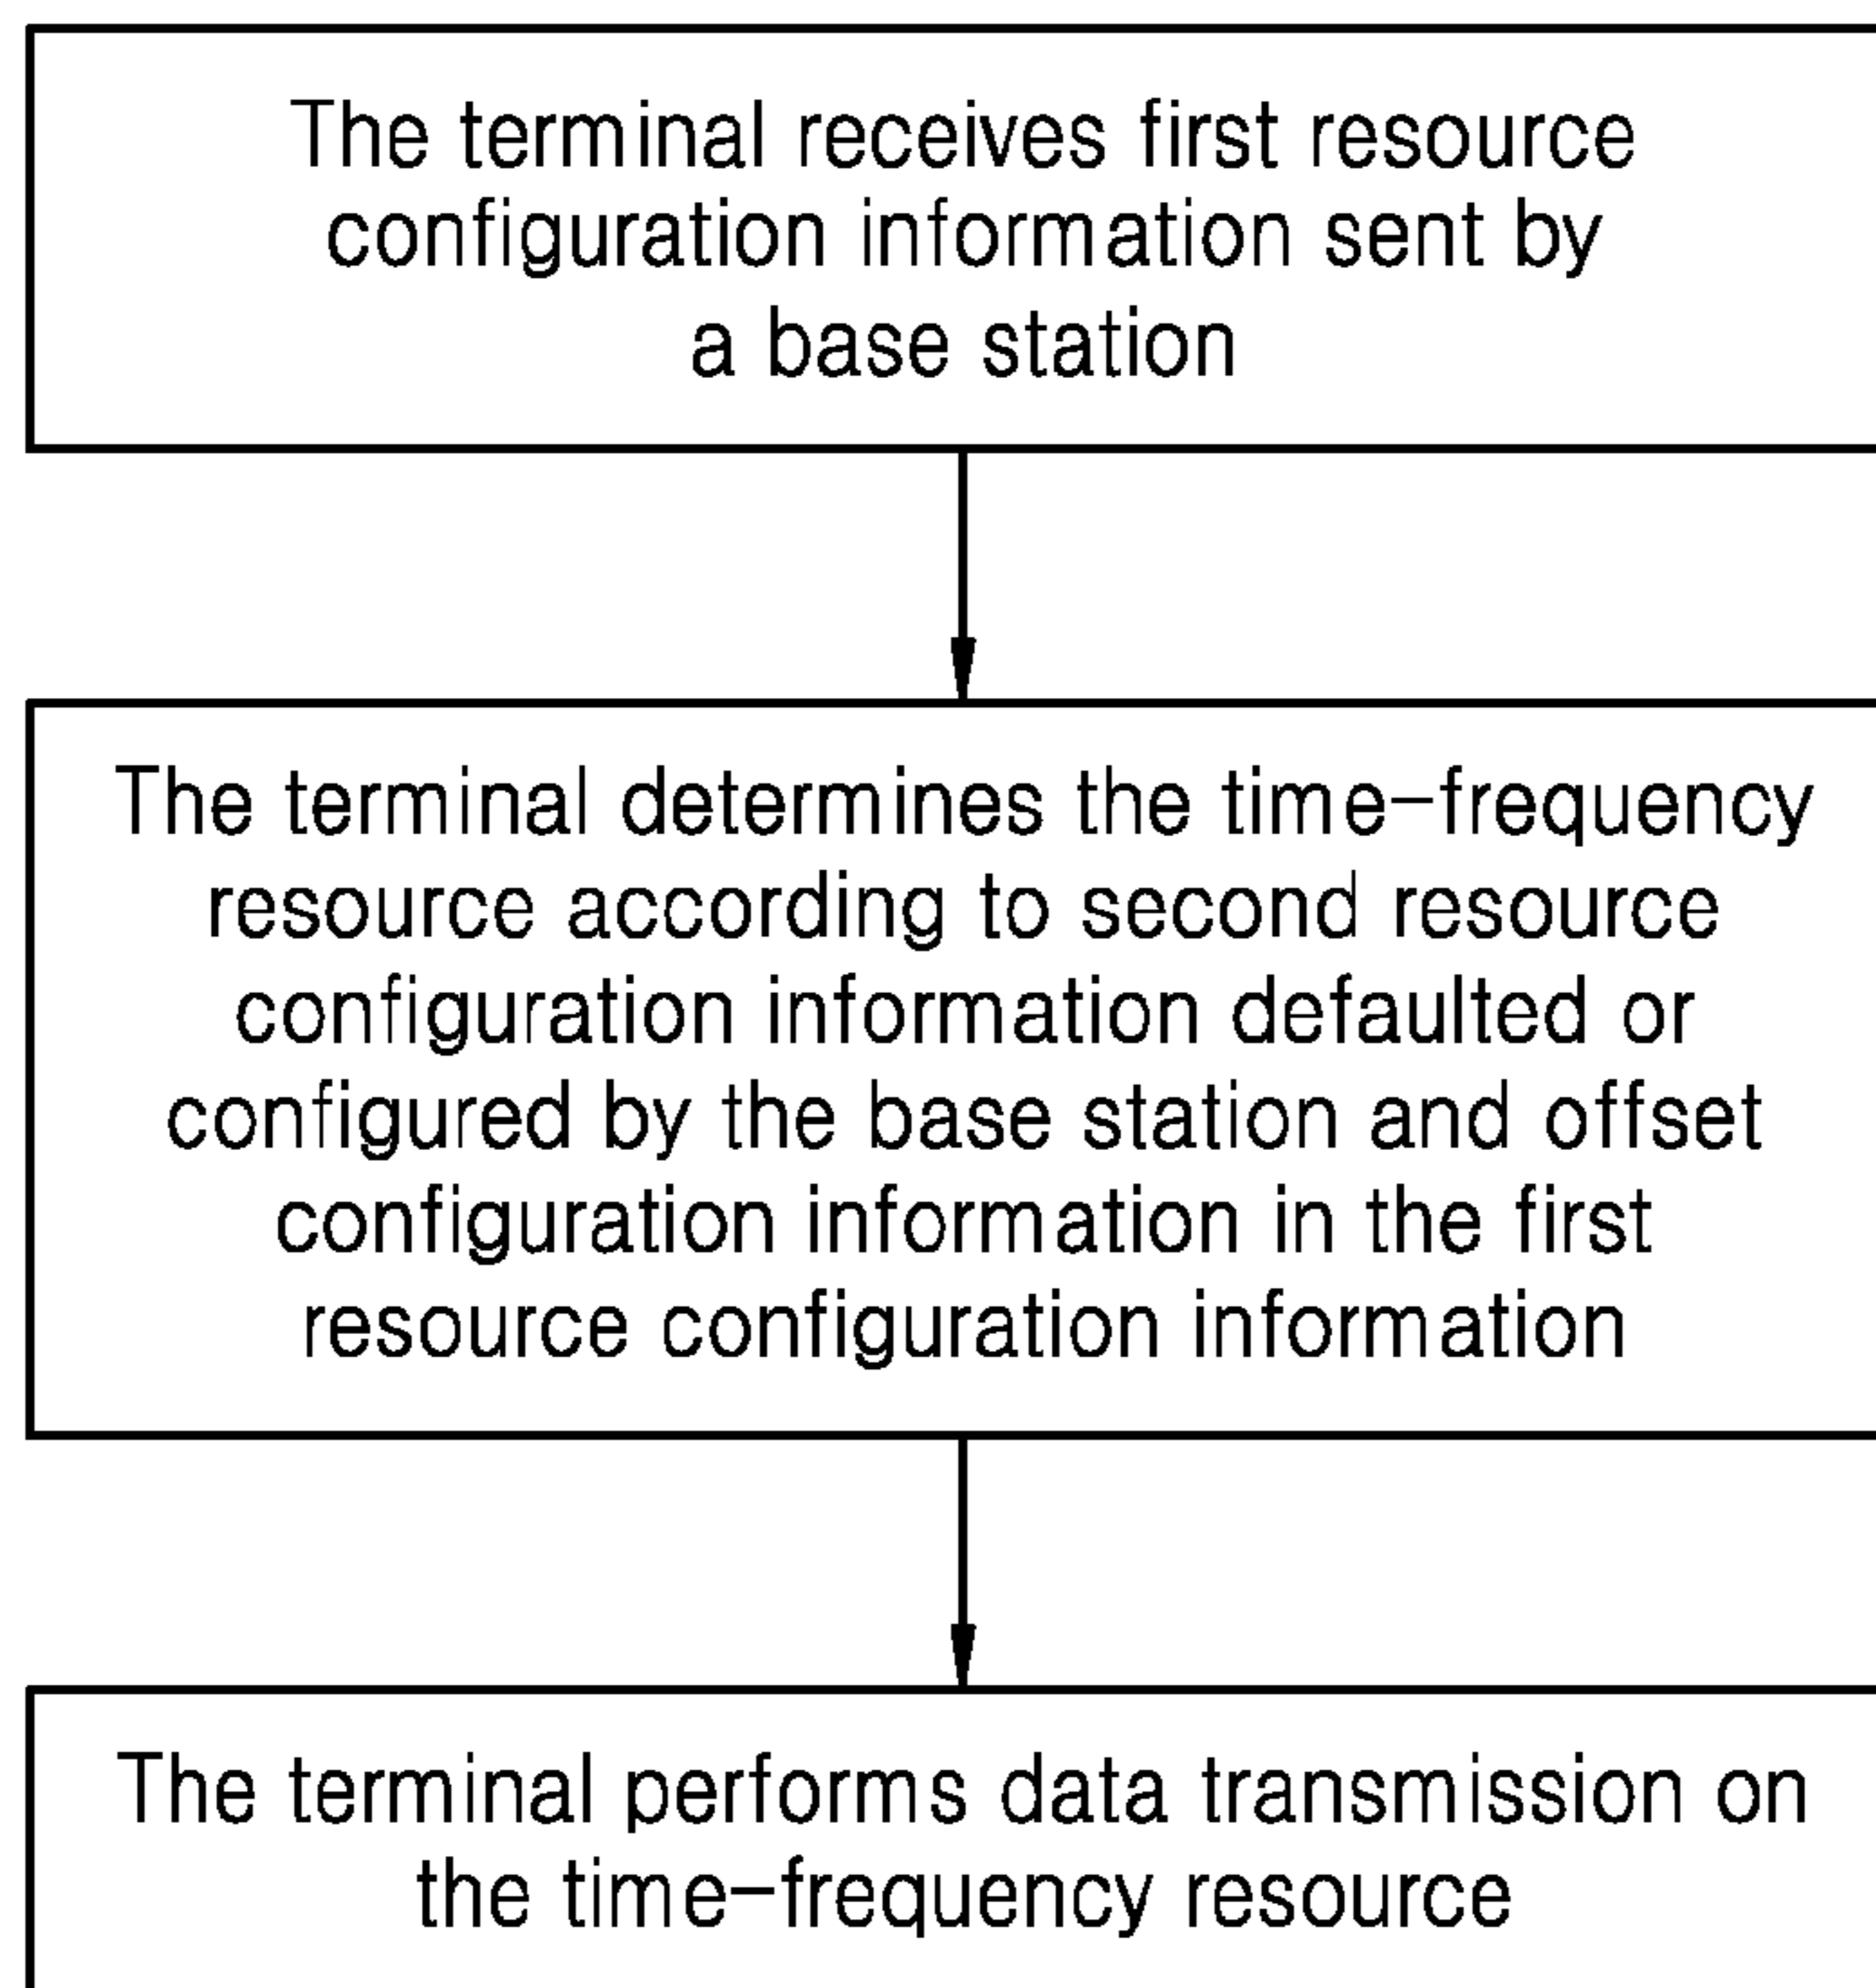 The terminal receives first resource
configuration information sent by
a base station
The terminal determines the time-frequency
resource according to second resource
configuration information defaulted or
configured by the base station and offset
configuration information in the first
resource configuration information
The terminal performs data transmission on
the time-frequency resource